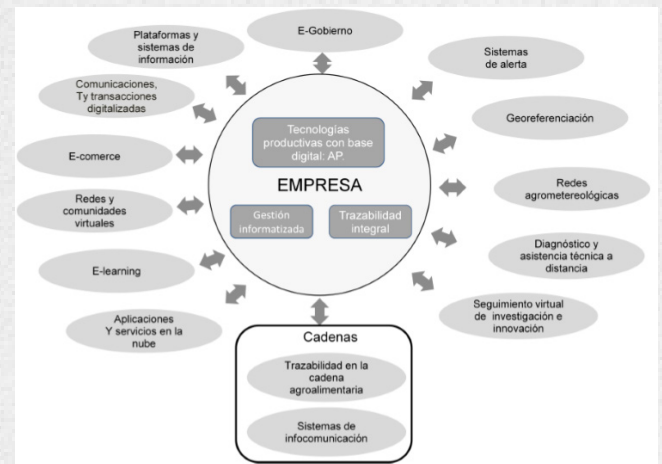 E-Gobierno
Plataformas y
sistemas de
información
Sistemas
de alerta
Comunicaciones,
Ty transacciones
digitalizadas
Georeferenciación
Tecnologías
productivas con base
digital: AP.
E-comerce
EMPRESA
Redes
agrometereológicas
Redes y
comunidades
virtuales
Gestión
informatizada
Trazabilidad
integral
Diagnóstico y
asistencia técnica a
distancia
E-learning
Seguimiento virtual
de investigación e
innovación
Aplicaciones
Y servicios en la
nube
Cadenas
Trazabilidad en la
cadena
agroalimentaria
Sistemas de
infocomunicación